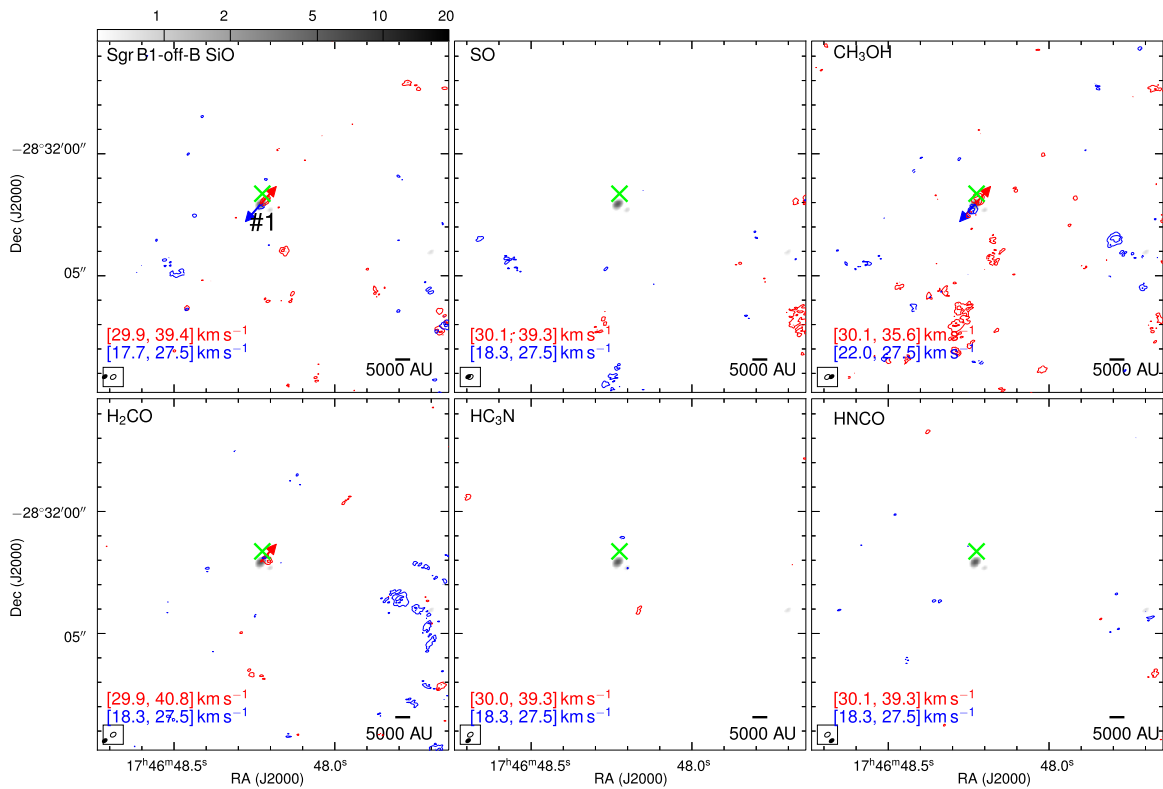 1 2 5 10 20
Sgr B1-off-B SiO
SO
CH₃OH
−28°32′00″
#1
Dec (J2000)
05″
[29.9, 39.4] km s⁻¹
[17.7, 27.5] km s⁻¹
5000 AU
[30.1, 39.3] km s⁻¹
[18.3, 27.5] km s⁻¹
5000 AU
[30.1, 35.6] km s⁻¹
[22.0, 27.5] km s⁻¹
5000 AU
H₂CO
HC₃N
HNCO
−28°32′00″
Dec (J2000)
05″
[29.9, 40.8] km s⁻¹
[18.3, 27.5] km s⁻¹
5000 AU
[30.0, 39.3] km s⁻¹
[18.3, 27.5] km s⁻¹
5000 AU
[30.1, 39.3] km s⁻¹
[18.3, 27.5] km s⁻¹
5000 AU
17ʰ46ᵐ48.5ˢ 48.0ˢ
17ʰ46ᵐ48.5ˢ 48.0ˢ
17ʰ46ᵐ48.5ˢ 48.0ˢ
RA (J2000)
RA (J2000)
RA (J2000)